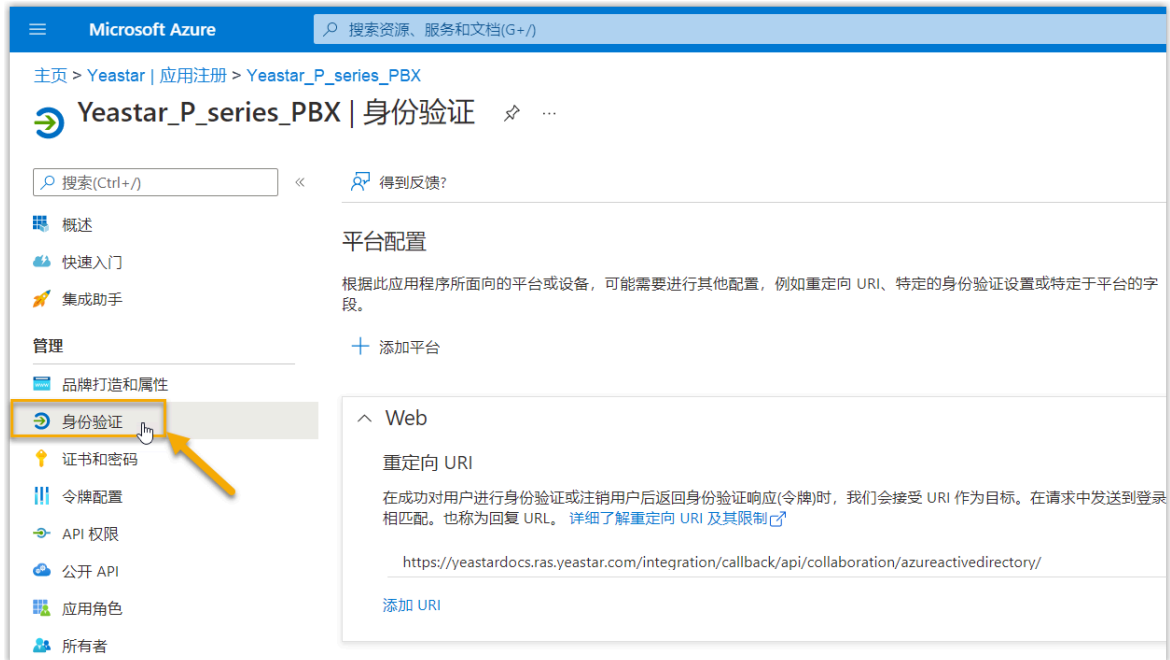 Microsoft Azure
搜索资源、服务和文档(G+/)
主页 > Yeastar | 应用注册 > Yeastar_P_series_PBX
Yeastar_P_series_PBX | 身份验证
搜索(Ctrl+/)
得到反馈?
概述
快速入门
集成助手
管理
品牌打造和属性
身份验证
证书和密码
令牌配置
API 权限
公开 API
应用角色
所有者
平台配置
根据此应用程序所面向的平台或设备，可能需要进行其他配置，例如重定向 URI、特定的身份验证设置或特定于平台的字
段。
添加平台
Web
重定向 URI
在成功对用户进行身份验证或注销用户后返回身份验证响应(令牌)时，我们会接受 URI 作为目标。在请求中发送到登录
相匹配。也称为回复 URL。 详细了解重定向 URI 及其限制
https://yeastardocs.ras.yeastar.com/integration/callback/api/collaboration/azureactivedirectory/
添加 URI